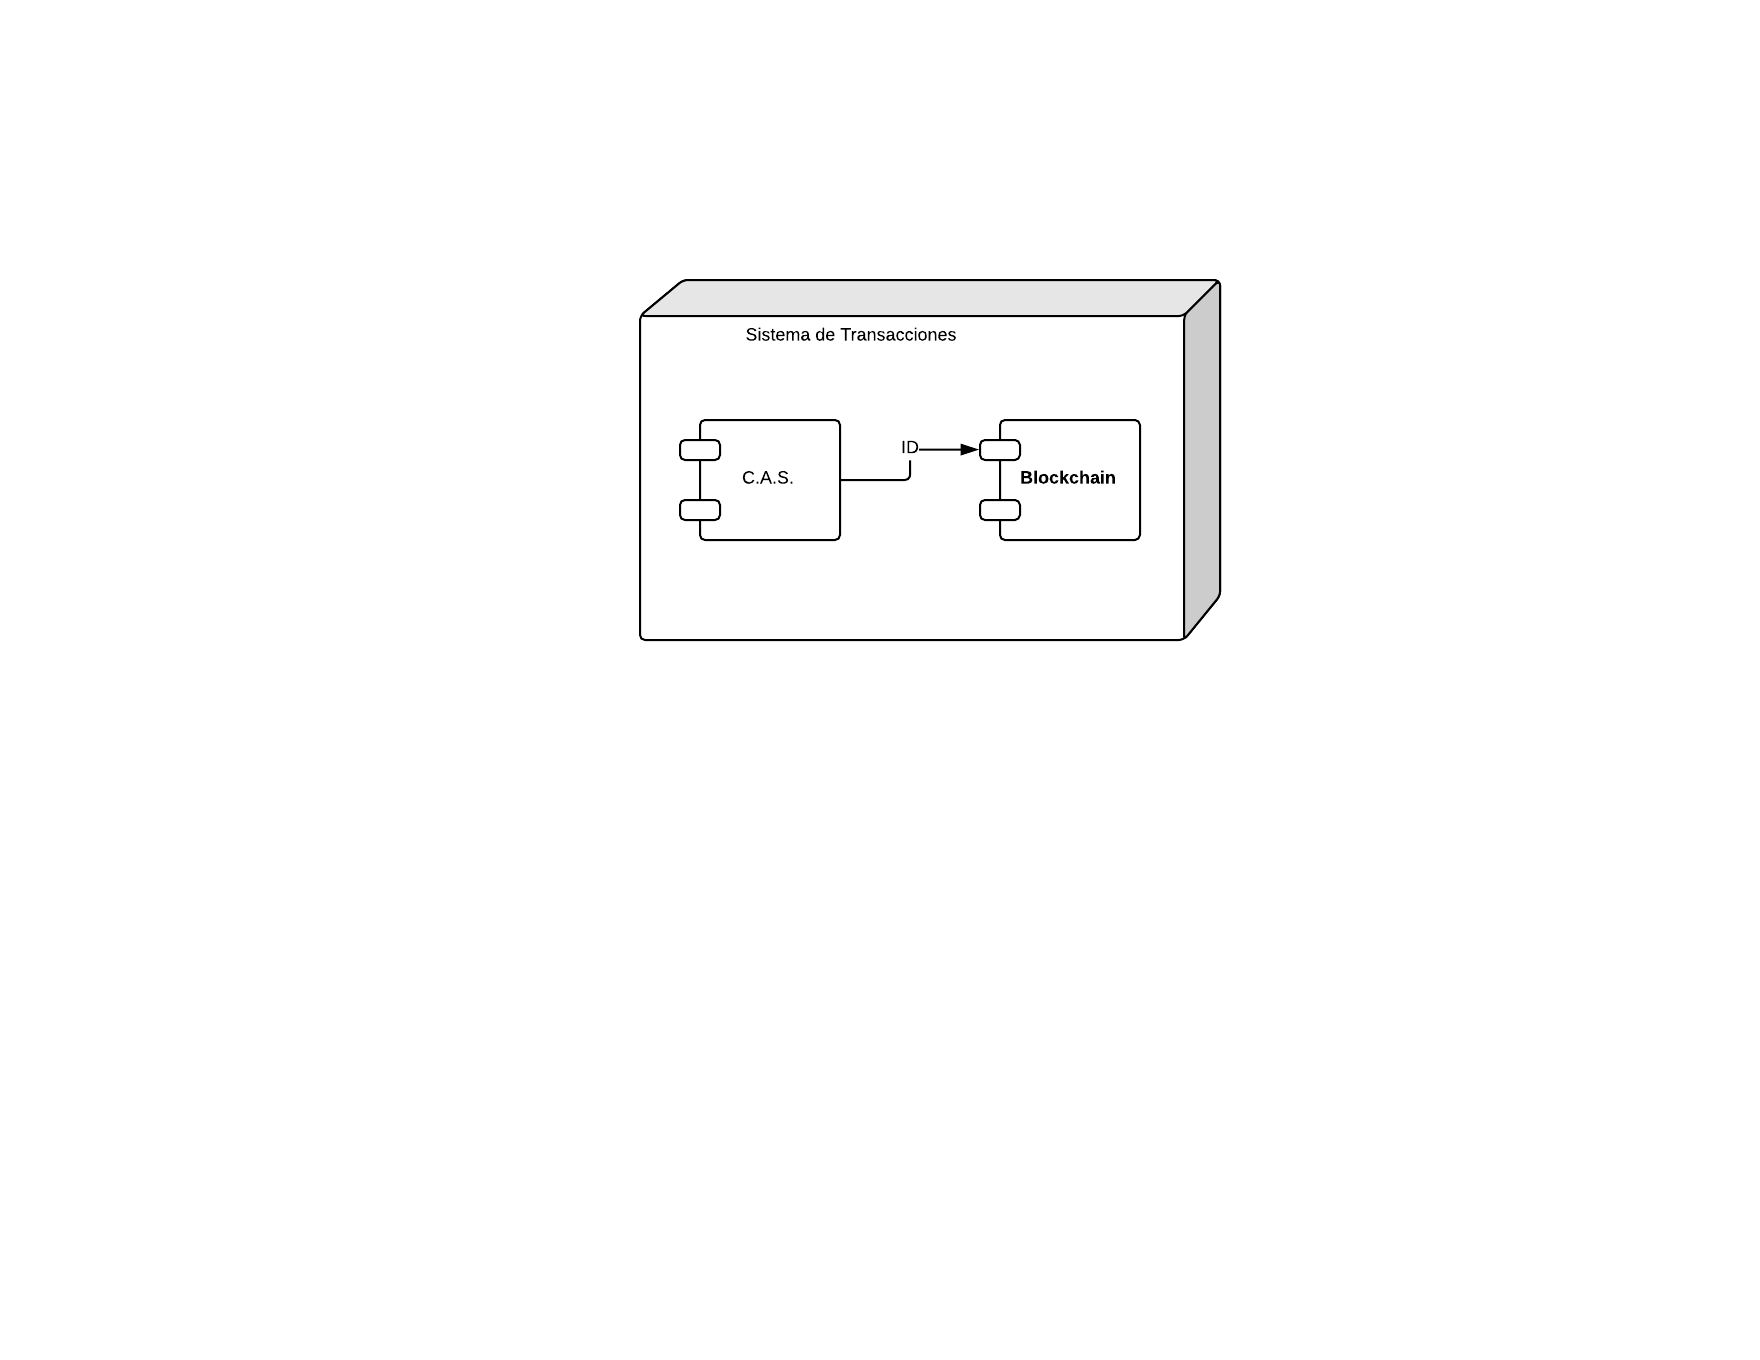 Sistema de Transacciones
ID
C.A.S.
Blockchain